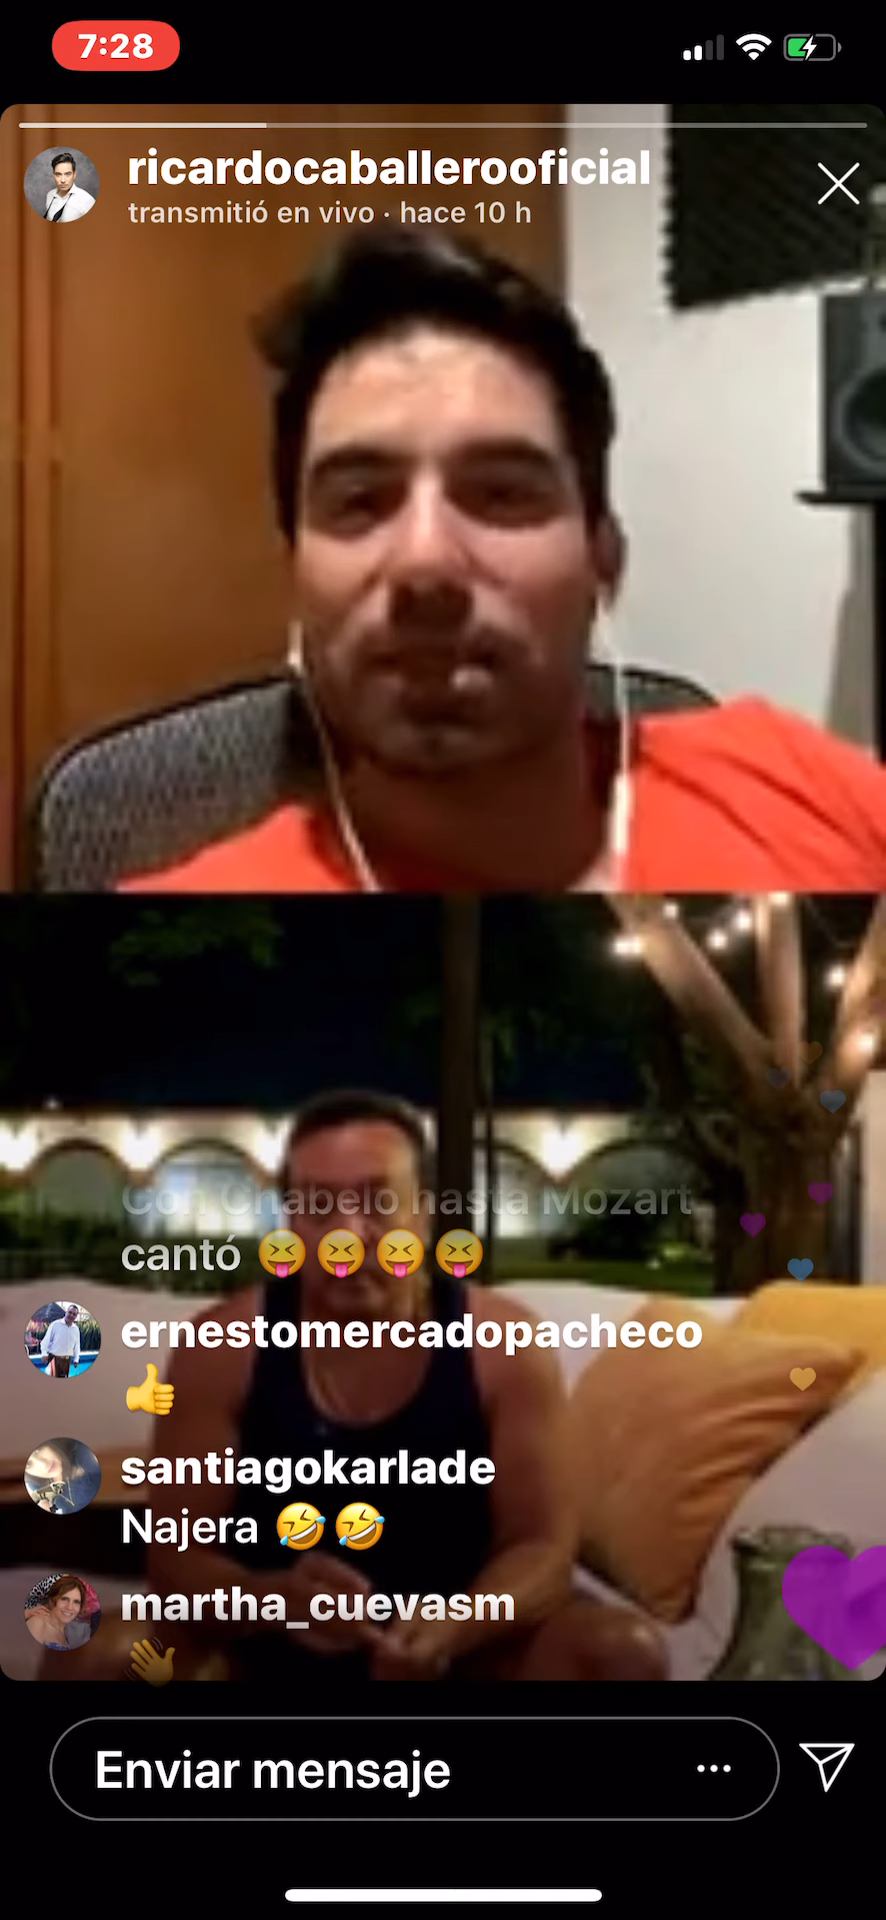 7:28
ricardocaballerooficial
transmitió en vivo · hace 10 h
Con Chabelo hasta Mozart
cantó 😝😝😝😝
ernestomercadopacheco
👍
santiagokarlade
Najera 🤣🤣
martha_cuevasm
👋
Enviar mensaje